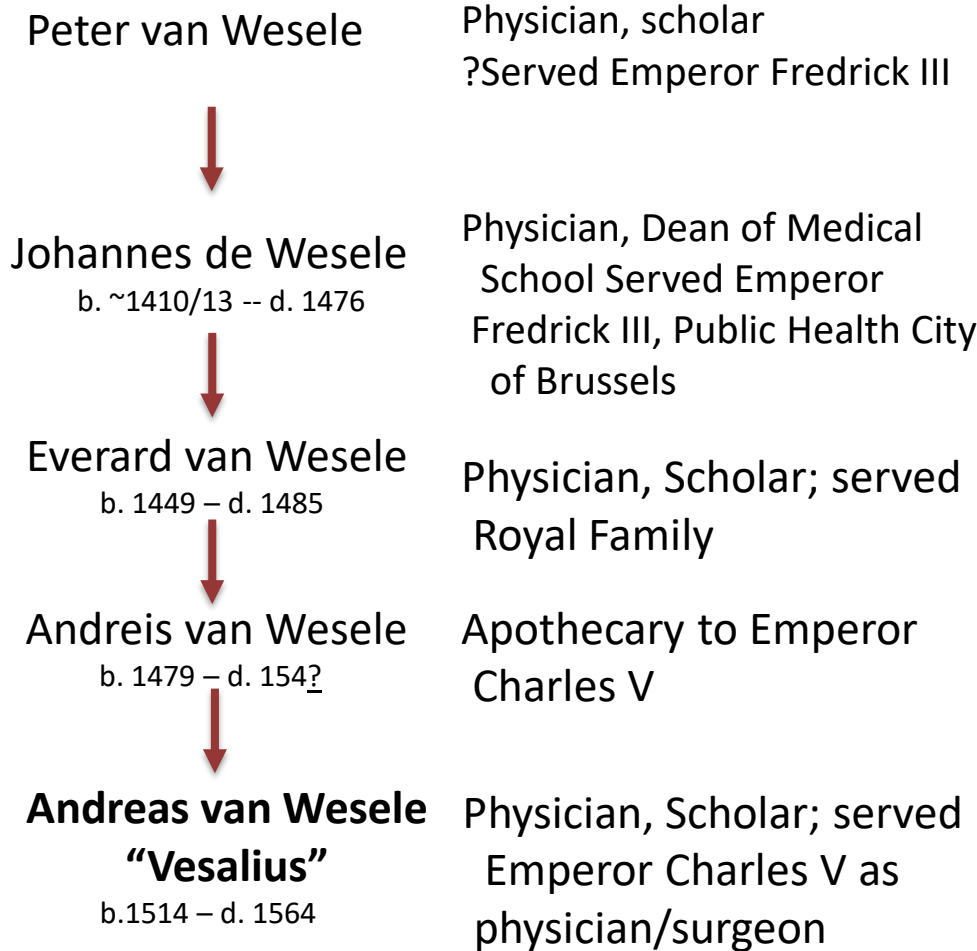 Peter van Wesele
Physician, scholar
?Served Emperor Fredrick III
Johannes de Wesele
b. ~1410/13 -- d. 1476
Physician, Dean of Medical
School Served Emperor
Fredrick III, Public Health City
of Brussels
Everard van Wesele
b. 1449 – d. 1485
Physician, Scholar; served
Royal Family
Andreis van Wesele
b. 1479 – d. 154?
Apothecary to Emperor
Charles V
Andreas van Wesele
“Vesalius”
b.1514 – d. 1564
Physician, Scholar; served
Emperor Charles V as
physician/surgeon